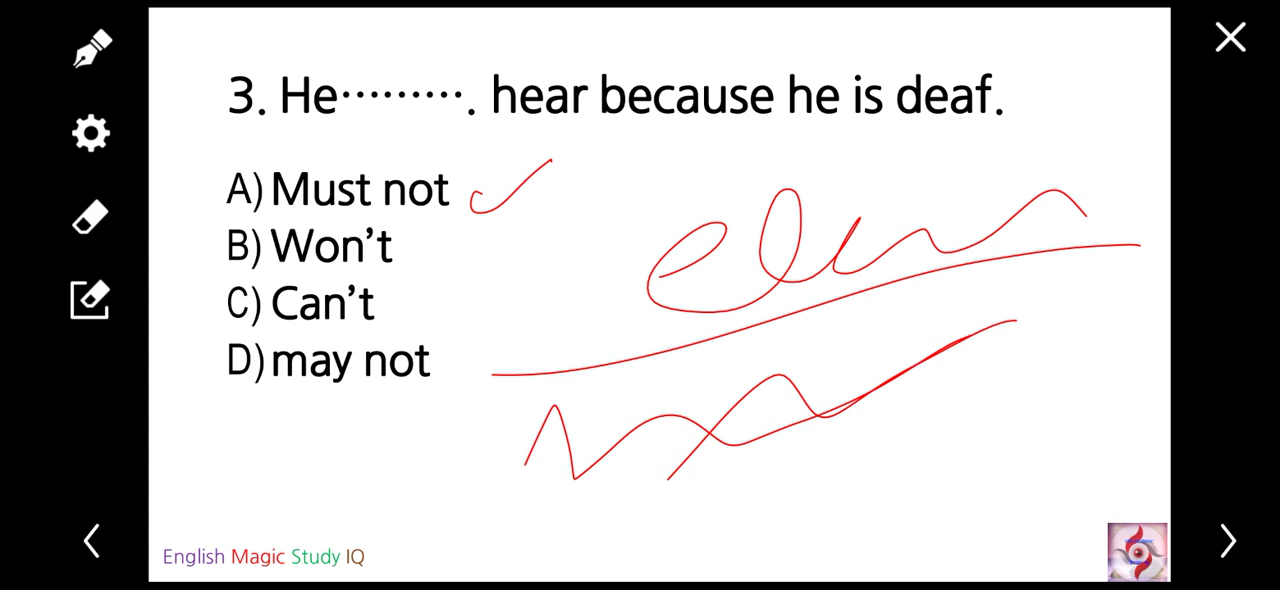 3. He………. hear because he is deaf.
A) Must not
B) Won't
C) Can't
D) may not
English Magic Study IQ